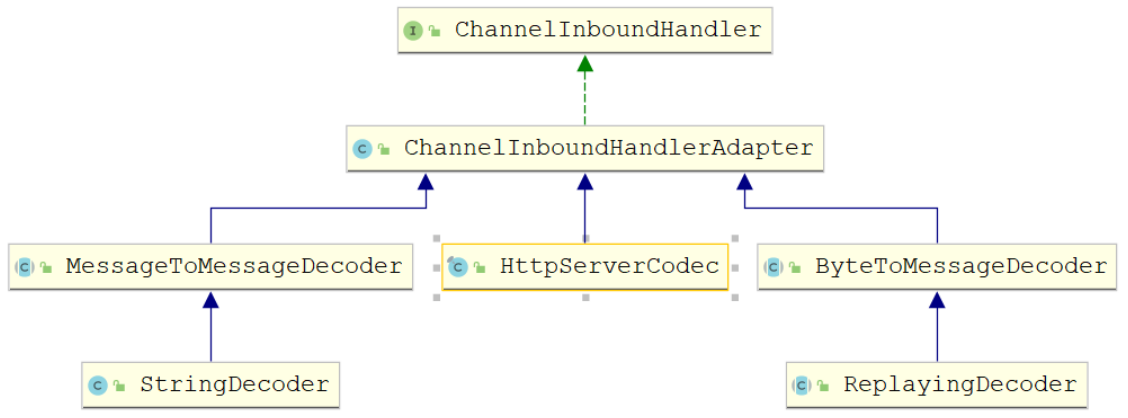 I ChannelInboundHandler
C ChannelInboundHandlerAdapter
C MessageToMessageDecoder
C HttpServerCodec
C ByteToMessageDecoder
C StringDecoder
C ReplayingDecoder